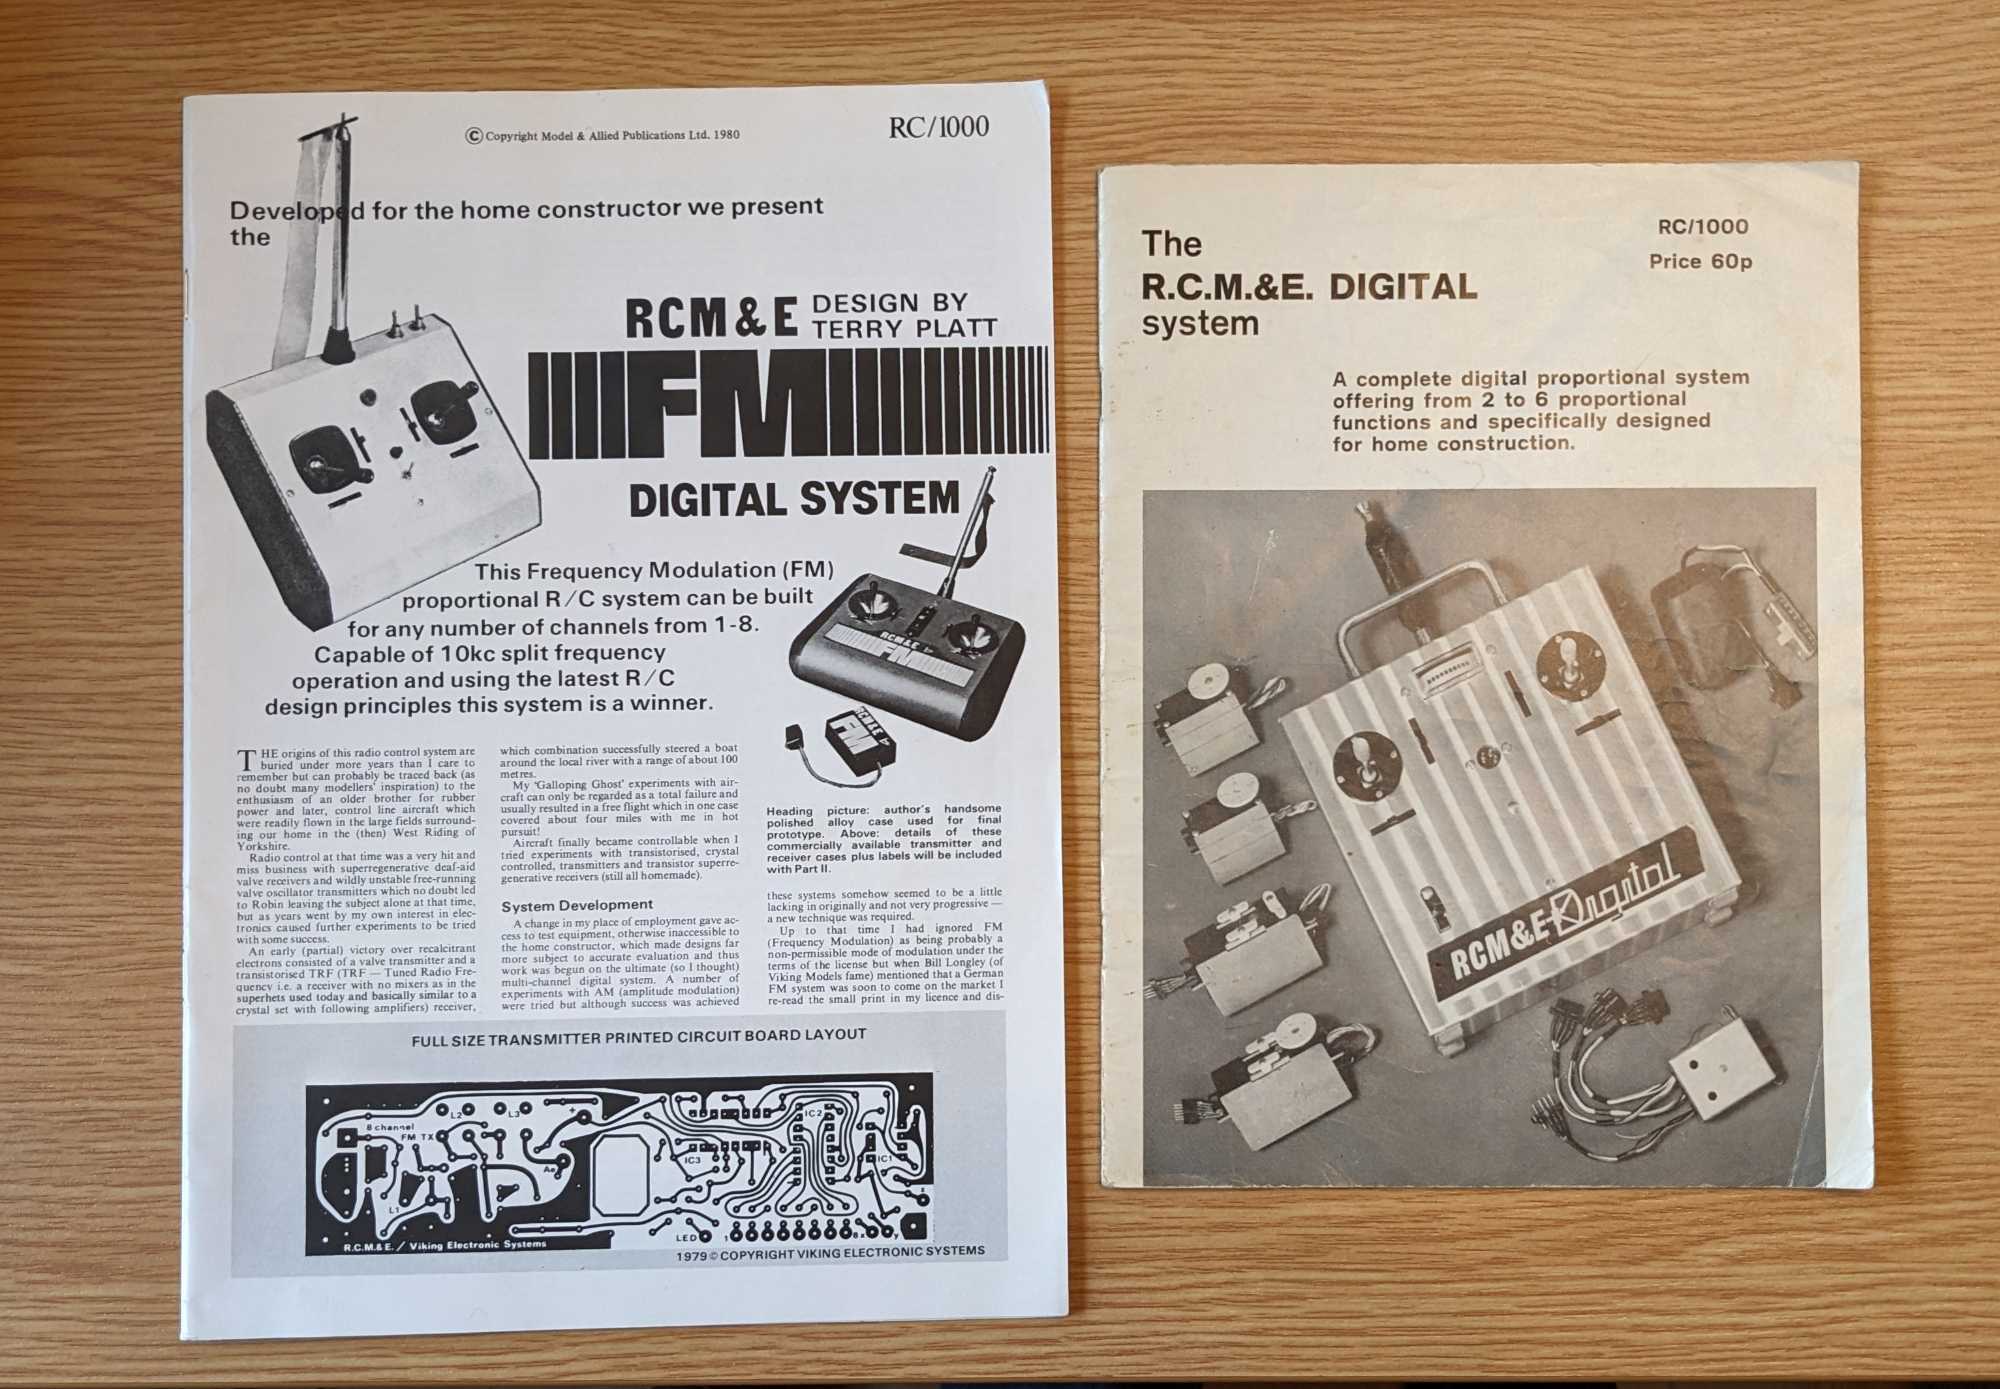 © Copyright Model & Allied Publications Ltd. 1980
RC/1000
Developed for the home constructor we present
the
RCM&E DESIGN BY
TERRY PLATT
FM
DIGITAL SYSTEM
This Frequency Modulation (FM)
proportional R/C system can be built
for any number of channels from 1-8.
Capable of 10kc split frequency
operation and using the latest R/C
design principles this system is a winner.
RCM&E
FM
RCM&E
FM
THE origins of this radio control system are
buried under more years than I care to
remember but can probably be traced back (as
no doubt many modellers' inspiration) to the
enthusiasm of an older brother for rubber
power and later, control line aircraft which
were readily flown in the large fields surround-
ing our home in the (then) West Riding of
Yorkshire.
Radio control at that time was a very hit and
miss business with superregenerative deaf-aid
valve receivers and wildly unstable free-running
valve oscillator transmitters which no doubt led
to Robin leaving the subject alone at that time,
but as years went by my own interest in elec-
tronics caused further experiments to be tried
with some success.
An early (partial) victory over recalcitrant
electrons consisted of a valve transmitter and a
transistorised TRF (TRF — Tuned Radio Fre-
quency i.e. a receiver with no mixers as in the
superhets used today and basically similar to a
crystal set with following amplifiers) receiver,
which combination successfully steered a boat
around the local river with a range of about 100
metres.
My 'Galloping Ghost' experiments with air-
craft can only be regarded as a total failure and
usually resulted in a free flight which in one case
covered about four miles with me in hot
pursuit!
Aircraft finally became controllable when I
tried experiments with transistorised, crystal
controlled, transmitters and transistor superre-
generative receivers (still all homemade).
System Development
A change in my place of employment gave ac-
cess to test equipment, otherwise inaccessible to
the home constructor, which made designs far
more subject to accurate evaluation and thus
work was begun on the ultimate (so I thought)
multi-channel digital system. A number of
experiments with AM (amplitude modulation)
were tried but although success was achieved
Heading picture: author's handsome
polished alloy case used for final
prototype. Above: details of these
commercially available transmitter and
receiver cases plus labels will be included
with Part II.
these systems somehow seemed to be a little
lacking in originally and not very progressive —
a new technique was required.
Up to that time I had ignored FM
(Frequency Modulation) as being probably a
non-permissible mode of modulation under the
terms of the license but when Bill Longley (of
Viking Models fame) mentioned that a German
FM system was soon to come on the market I
re-read the small print in my licence and dis-
FULL SIZE TRANSMITTER PRINTED CIRCUIT BOARD LAYOUT
L2 L3 +
IC2
8 channel
FM TX
Ae
IC3
IC1
L1
LED 1 8 x y
R.C.M.& E. / Viking Electronic Systems
1979 © COPYRIGHT VIKING ELECTRONIC SYSTEMS
The
R.C.M.&E. DIGITAL
system
RC/1000
Price 60p
A complete digital proportional system
offering from 2 to 6 proportional
functions and specifically designed
for home construction.
RCM&E Digital